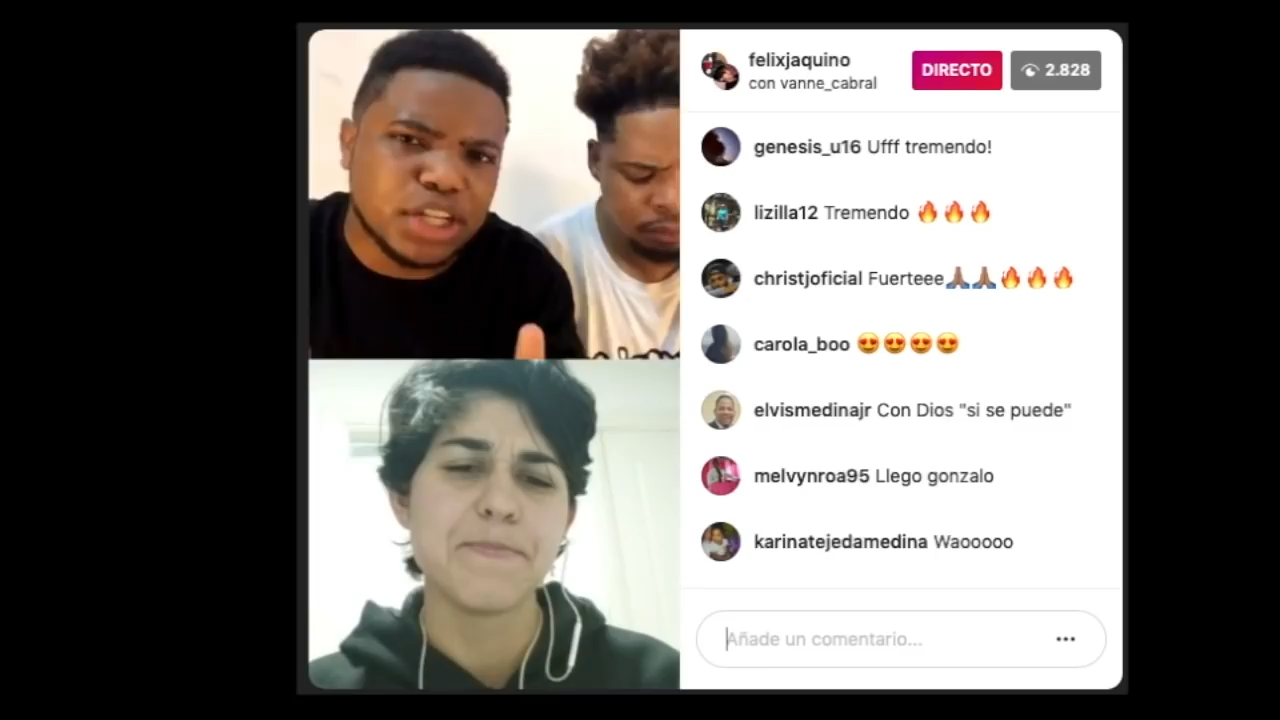 felixjaquino
con vanne_cabral
DIRECTO
2.828
genesis_u16 Ufff tremendo!
lizilla12 Tremendo 🔥🔥🔥
christjoficial Fuerteee🙏🏽🙏🏽🔥🔥🔥
carola_boo 😍😍😍😍
elvismedinajr Con Dios "si se puede"
melvynroa95 Llego gonzalo
karinatejedamedina Waooooo
Añade un comentario...